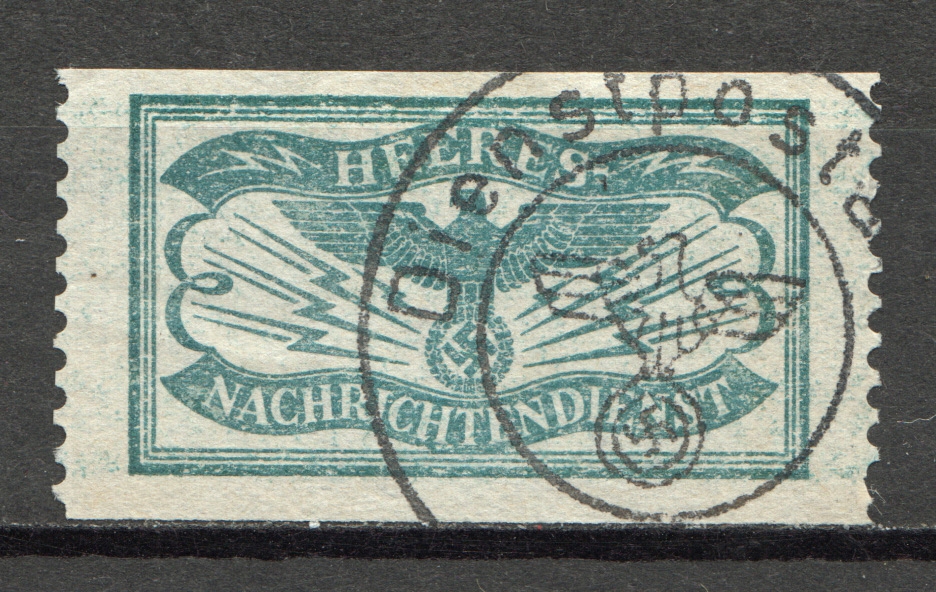 HEERES.
NACHRICHTENDIENST.
Dienstpost